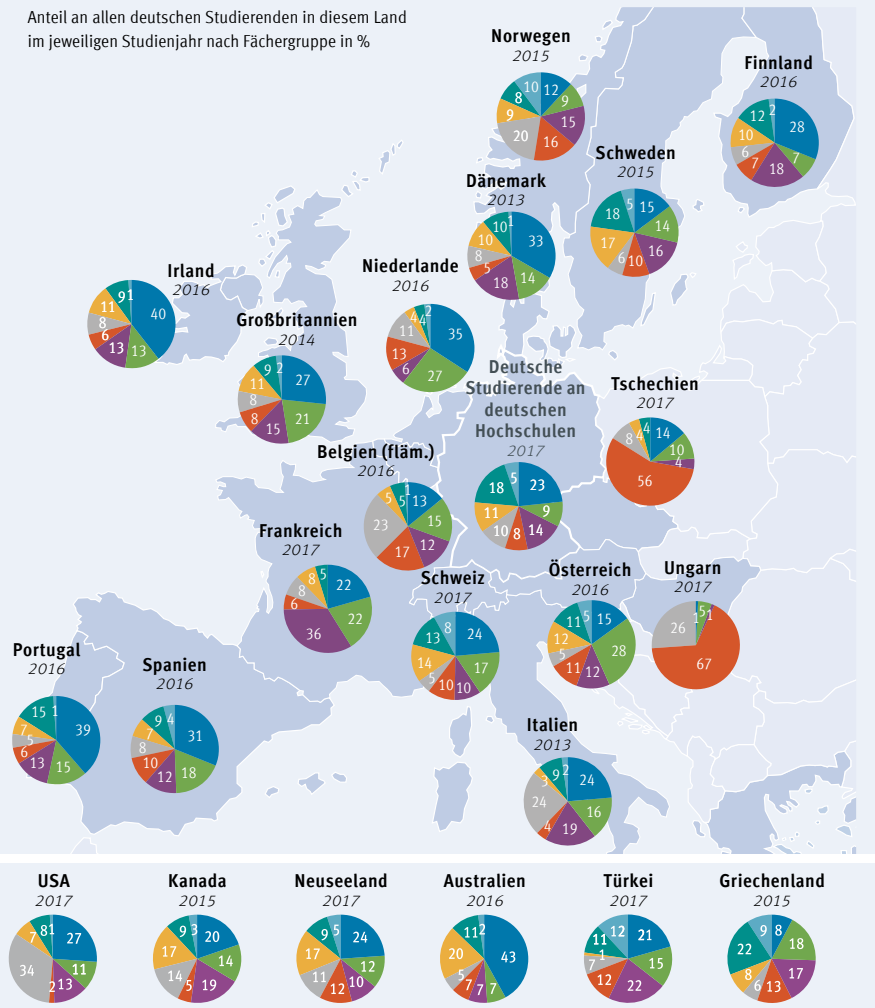 Anteil an allen deutschen Studierenden in diesem Land
im jeweiligen Studienjahr nach Fächergruppe in %
Norwegen
2015
12 9 15 16 20 9 8 10
Finnland
2016
28 7 18 7 6 10 12 2
Schweden
2015
15 14 16 10 6 17 18 5
Dänemark
2013
33 14 18 5 8 10 10 1
Irland
2016
40 13 13 6 8 11 9 1
Niederlande
2016
35 27 6 13 11 4 4 2
Großbritannien
2014
27 21 15 8 8 11 9 2
Deutsche
Studierende an
deutschen
Hochschulen
2017
23 9 14 8 10 11 18 5
Tschechien
2017
14 10 4 56 8 4 4
Belgien (fläm.)
2016
13 15 12 17 23 5 5 1
Frankreich
2017
22 22 36 6 8 8 5
Schweiz
2017
24 17 10 10 5 14 13 8
Österreich
2016
15 28 12 11 5 12 11 5
Ungarn
2017
1 5 1 67 26
Portugal
2016
39 15 13 6 5 7 15 1
Spanien
2016
31 18 12 10 8 7 9 4
Italien
2013
24 16 19 4 24 3 9 2
USA
2017
27 11 13 2 34 7 8 1
Kanada
2015
20 14 19 5 14 17 9 3
Neuseeland
2017
24 12 10 12 11 17 9 5
Australien
2016
43 7 7 7 5 20 11 2
Türkei
2017
21 15 22 12 7 1 11 12
Griechenland
2015
8 18 17 13 6 8 22 9